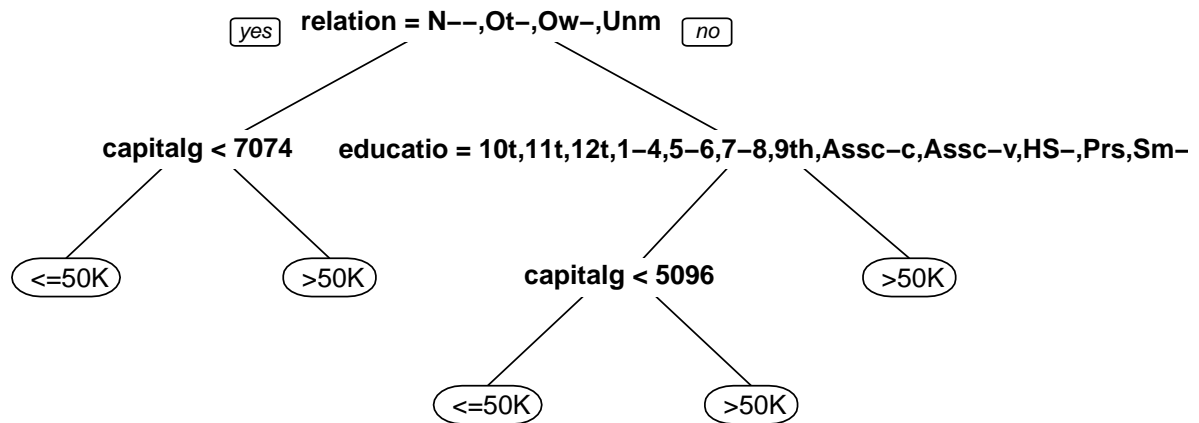 relation = N−−,Ot−,Ow−,Unm
yes
no
capitalg < 7074
educatio = 10t,11t,12t,1−4,5−6,7−8,9th,Assc−c,Assc−v,HS−,Prs,Sm−
<=50K
>50K
capitalg < 5096
>50K
<=50K
>50K